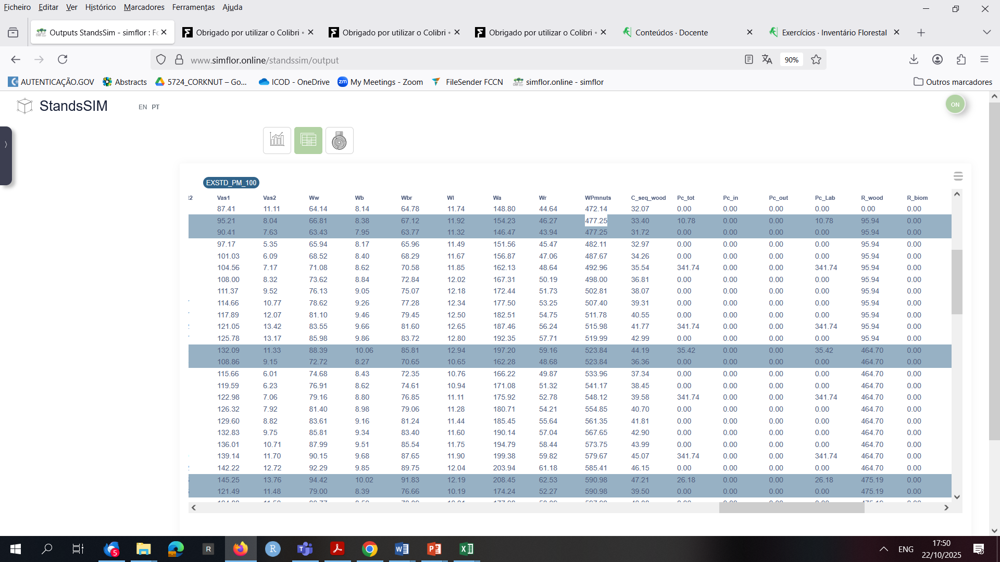 Ficheiro Editar Ver Histórico Marcadores Ferramentas Ajuda
Outputs StandsSim - simflor : Fo
Obrigado por utilizar o Colibri •
Obrigado por utilizar o Colibri •
Obrigado por utilizar o Colibri •
Conteúdos · Docente
Exercícios · Inventário Florestal
www.simflor.online/standssim/output 90%
AUTENTICAÇÃO.GOV Abstracts 5724_CORKNUT – Go... ICOD - OneDrive zm My Meetings - Zoom FileSender FCCN simflor.online - simflor Outros marcadores
StandsSIM EN PT ON
EXSTD_PM_100
t2 Vas1 Vas2 Ww Wb Wbr Wl Wa Wr WPmnuts C_seq_wood Pc_tot Pc_in Pc_out Pc_Lab R_wood R_biom
87.41 11.11 64.14 8.14 64.78 11.74 148.80 44.64 472.14 32.07 0.00 0.00 0.00 0.00 0.00 0.00
95.21 8.04 66.81 8.38 67.12 11.92 154.23 46.27 477.25 33.40 10.78 0.00 0.00 10.78 95.94 0.00
90.41 7.63 63.43 7.95 63.77 11.32 146.47 43.94 477.25 31.72 0.00 0.00 0.00 0.00 95.94 0.00
97.17 5.35 65.94 8.17 65.96 11.49 151.56 45.47 482.11 32.97 0.00 0.00 0.00 0.00 95.94 0.00
101.03 6.09 68.52 8.40 68.29 11.67 156.87 47.06 487.67 34.26 0.00 0.00 0.00 0.00 95.94 0.00
104.56 7.17 71.08 8.62 70.58 11.85 162.13 48.64 492.96 35.54 341.74 0.00 0.00 341.74 95.94 0.00
108.00 8.32 73.62 8.84 72.84 12.02 167.31 50.19 498.00 36.81 0.00 0.00 0.00 0.00 95.94 0.00
111.37 9.52 76.13 9.05 75.07 12.18 172.44 51.73 502.81 38.07 0.00 0.00 0.00 0.00 95.94 0.00
114.66 10.77 78.62 9.26 77.28 12.34 177.50 53.25 507.40 39.31 0.00 0.00 0.00 0.00 95.94 0.00
117.89 12.07 81.10 9.46 79.45 12.50 182.51 54.75 511.78 40.55 0.00 0.00 0.00 0.00 95.94 0.00
121.05 13.42 83.55 9.66 81.60 12.65 187.46 56.24 515.98 41.77 341.74 0.00 0.00 341.74 95.94 0.00
125.78 13.17 85.98 9.86 83.72 12.80 192.35 57.71 519.99 42.99 0.00 0.00 0.00 0.00 95.94 0.00
132.09 11.33 88.39 10.06 85.81 12.94 197.20 59.16 523.84 44.19 35.42 0.00 0.00 35.42 464.70 0.00
108.86 9.15 72.72 8.27 70.65 10.65 162.28 48.68 523.84 36.36 0.00 0.00 0.00 0.00 464.70 0.00
115.66 6.01 74.68 8.43 72.35 10.76 166.22 49.87 533.96 37.34 0.00 0.00 0.00 0.00 464.70 0.00
119.59 6.23 76.91 8.62 74.61 10.94 171.08 51.32 541.17 38.45 0.00 0.00 0.00 0.00 464.70 0.00
122.98 7.06 79.16 8.80 76.85 11.11 175.92 52.78 548.12 39.58 341.74 0.00 0.00 341.74 464.70 0.00
126.32 7.92 81.40 8.98 79.06 11.28 180.71 54.21 554.85 40.70 0.00 0.00 0.00 0.00 464.70 0.00
129.60 8.82 83.61 9.16 81.24 11.44 185.45 55.64 561.35 41.81 0.00 0.00 0.00 0.00 464.70 0.00
132.83 9.75 85.81 9.34 83.40 11.60 190.14 57.04 567.65 42.90 0.00 0.00 0.00 0.00 464.70 0.00
136.01 10.71 87.99 9.51 85.54 11.75 194.79 58.44 573.75 43.99 0.00 0.00 0.00 0.00 464.70 0.00
139.14 11.70 90.15 9.68 87.65 11.90 199.38 59.82 579.67 45.07 341.74 0.00 0.00 341.74 464.70 0.00
142.22 12.72 92.29 9.85 89.75 12.04 203.94 61.18 585.41 46.15 0.00 0.00 0.00 0.00 464.70 0.00
145.25 13.76 94.42 10.02 91.83 12.19 208.45 62.53 590.98 47.21 26.18 0.00 0.00 26.18 475.19 0.00
121.49 11.48 79.00 8.39 76.66 10.19 174.24 52.27 590.98 39.50 0.00 0.00 0.00 0.00 475.19 0.00
5 R R ENG 17:50
22/10/2025